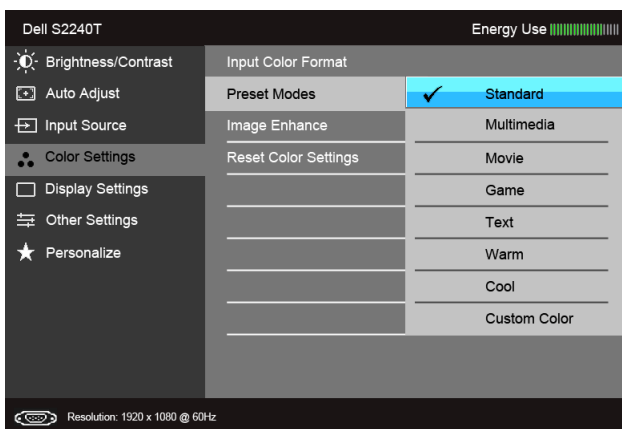 Dell S2240T
Energy Use
Brightness/Contrast
Auto Adjust
Input Source
Color Settings
Display Settings
Other Settings
Personalize
Input Color Format
Preset Modes
Image Enhance
Reset Color Settings
Standard
Multimedia
Movie
Game
Text
Warm
Cool
Custom Color
Resolution: 1920 x 1080 @ 60Hz